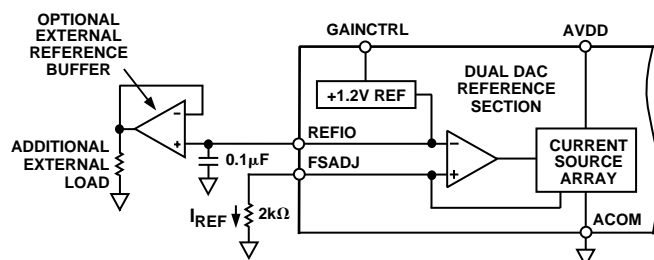 OPTIONAL
EXTERNAL
REFERENCE
BUFFER
GAINCTRL
AVDD
+1.2V REF
DUAL DAC
REFERENCE
SECTION
REFIO
ADDITIONAL
EXTERNAL
LOAD
0.1µF
FSADJ
CURRENT
SOURCE
ARRAY
IREF
2kΩ
ACOM